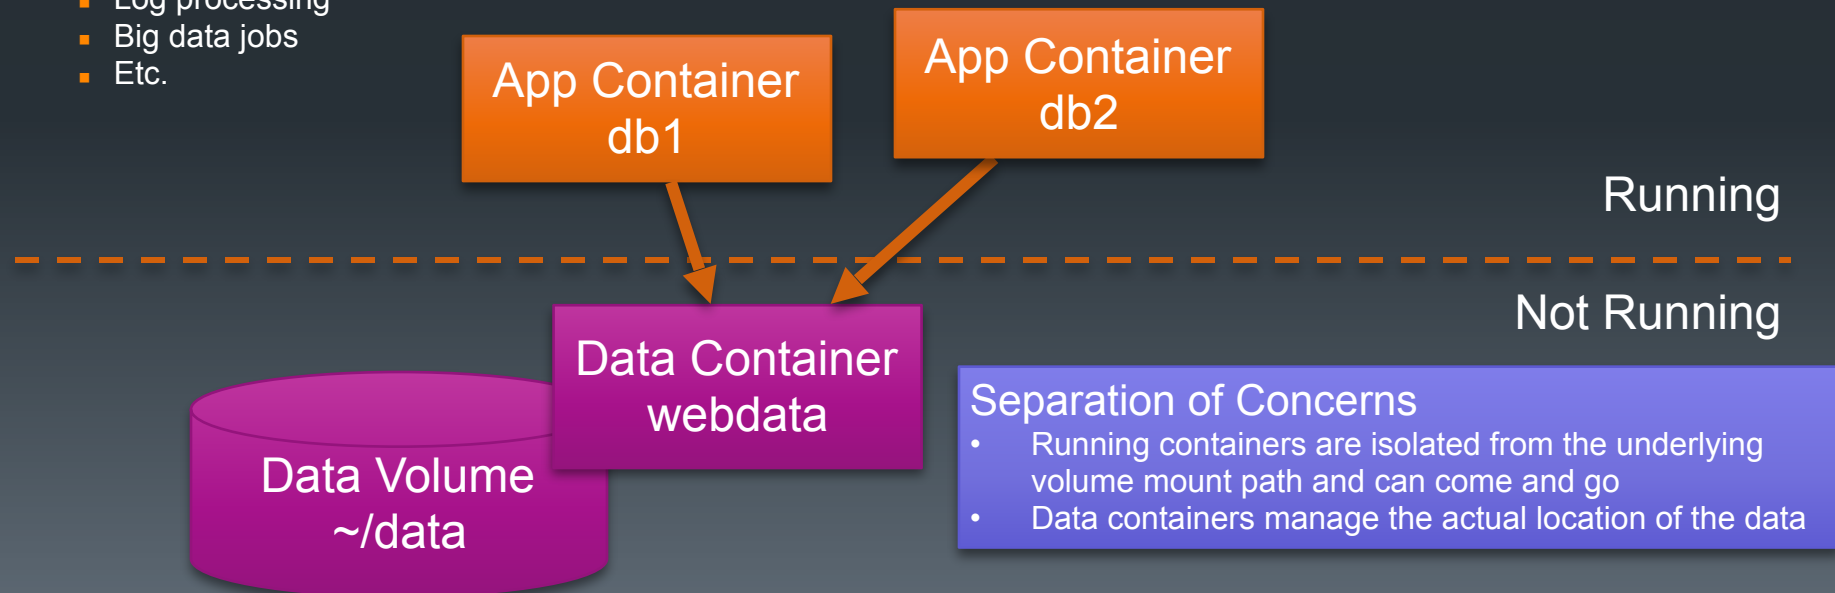 Log processing
Big data jobs
Etc.
App Container
db1
App Container
db2
Running
Not Running
Data Container
webdata
Data Volume
~/data
Separation of Concerns
• Running containers are isolated from the underlying
volume mount path and can come and go
• Data containers manage the actual location of the data